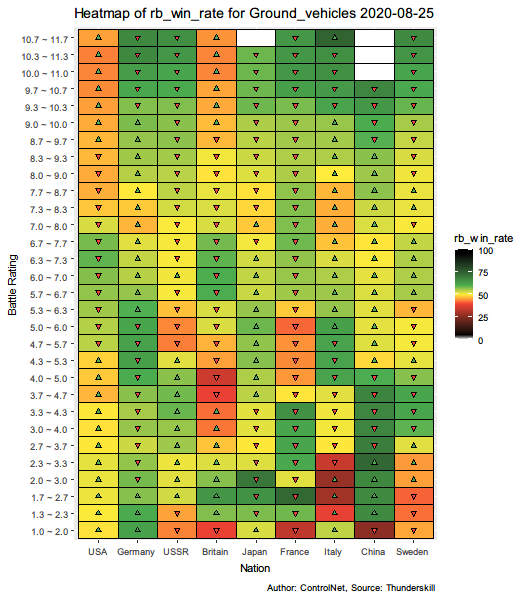 Heatmap of rb_win_rate for Ground_vehicles 2020-08-25
Battle Rating
10.7 ~ 11.7
10.3 ~ 11.3
10.0 ~ 11.0
9.7 ~ 10.7
9.3 ~ 10.3
9.0 ~ 10.0
8.7 ~ 9.7
8.3 ~ 9.3
8.0 ~ 9.0
7.7 ~ 8.7
7.3 ~ 8.3
7.0 ~ 8.0
6.7 ~ 7.7
6.3 ~ 7.3
6.0 ~ 7.0
5.7 ~ 6.7
5.3 ~ 6.3
5.0 ~ 6.0
4.7 ~ 5.7
4.3 ~ 5.3
4.0 ~ 5.0
3.7 ~ 4.7
3.3 ~ 4.3
3.0 ~ 4.0
2.7 ~ 3.7
2.3 ~ 3.3
2.0 ~ 3.0
1.7 ~ 2.7
1.3 ~ 2.3
1.0 ~ 2.0
USA Germany USSR Britain Japan France Italy China Sweden
Nation
rb_win_rate
100
75
50
25
0
Author: ControlNet, Source: Thunderskill